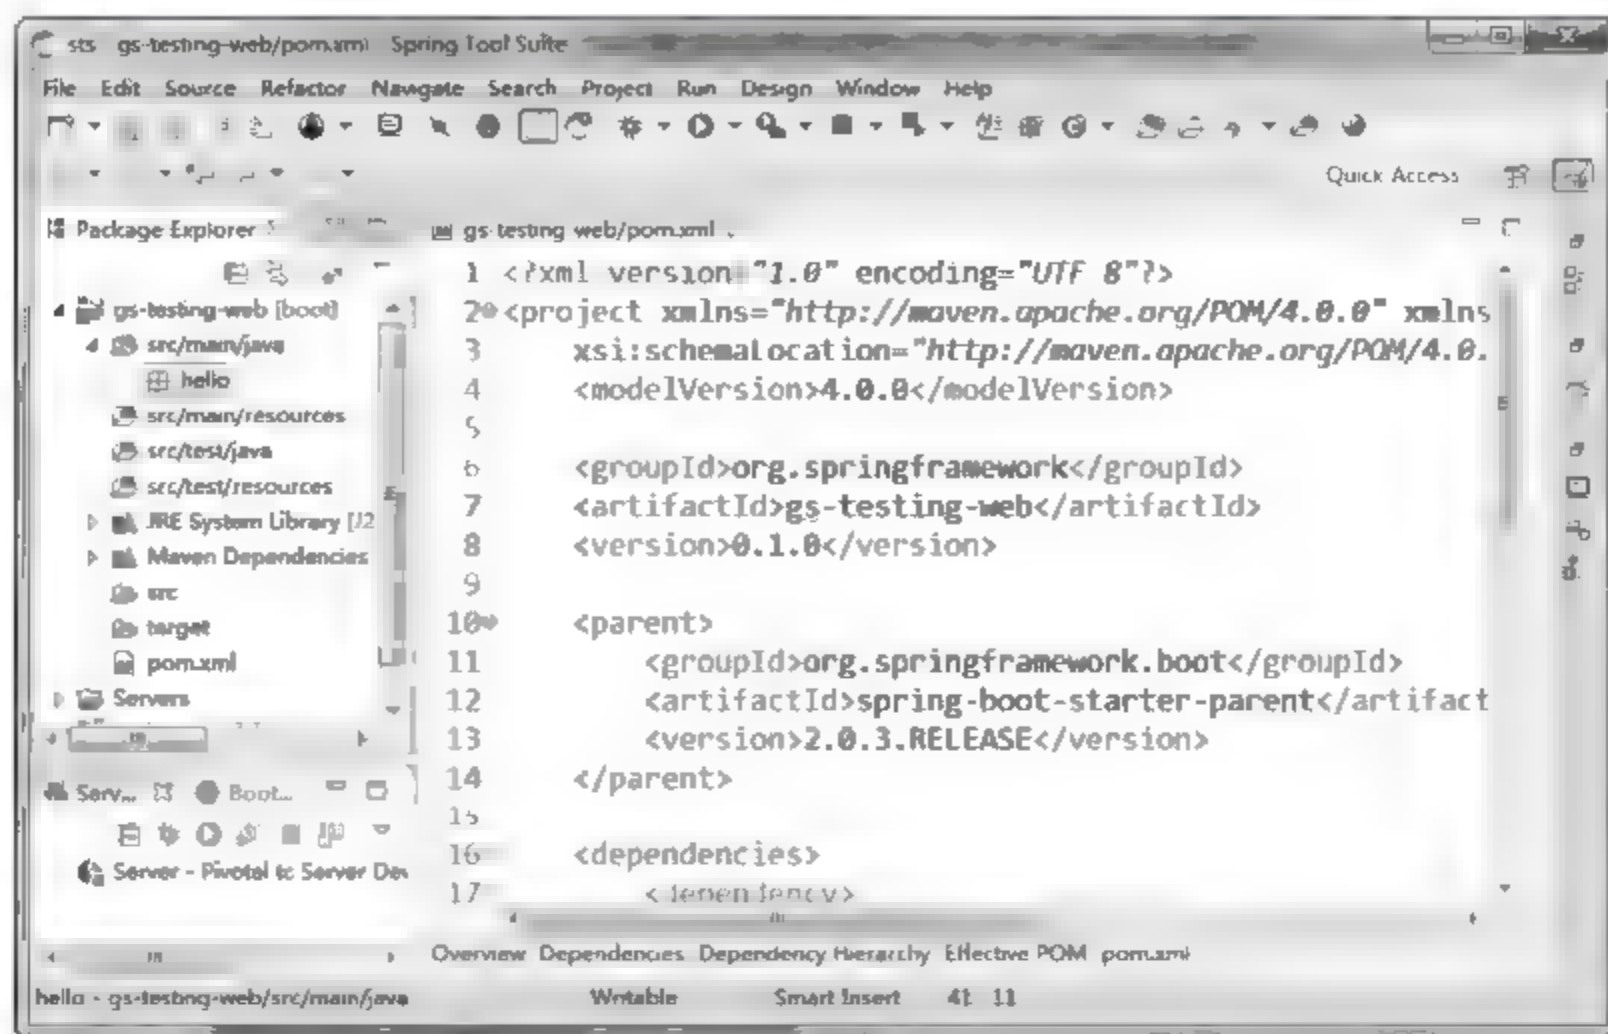 sts gs-testing-web/pom.xml Spring Tool Suite
File Edit Source Refactor Navigate Search Project Run Design Window Help
Quick Access
Package Explorer
gs-testing-web [boot]
src/main/java
hello
src/main/resources
src/test/java
src/test/resources
JRE System Library [J2
Maven Dependencies
src
target
pom.xml
Servers
Serv... Boot...
Server - Pivotal tc Server Dev
gs testing web/pom.xml
1 <?xml version="1.0" encoding="UTF 8"?>
2 <project xmlns="http://maven.apache.org/POM/4.0.0" xmlns
3 xsi:schemaLocation="http://maven.apache.org/POM/4.0.
4 <modelVersion>4.0.0</modelVersion>
5
6 <groupId>org.springframework</groupId>
7 <artifactId>gs-testing-web</artifactId>
8 <version>0.1.0</version>
9
10 <parent>
11 <groupId>org.springframework.boot</groupId>
12 <artifactId>spring-boot-starter-parent</artifact
13 <version>2.0.3.RELEASE</version>
14 </parent>
15
16 <dependencies>
17 <dependency>
Overview Dependencies Dependency Hierarchy Effective POM pom.xml
hello - gs-testing-web/src/main/java Writable Smart Insert 41 11